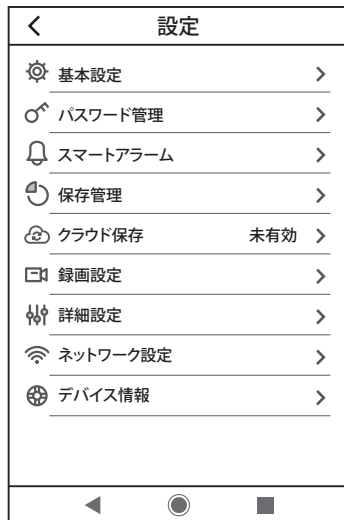 設定
基本設定
パスワード管理
スマートアラーム
保存管理
クラウド保存 未有効
録画設定
詳細設定
ネットワーク設定
デバイス情報